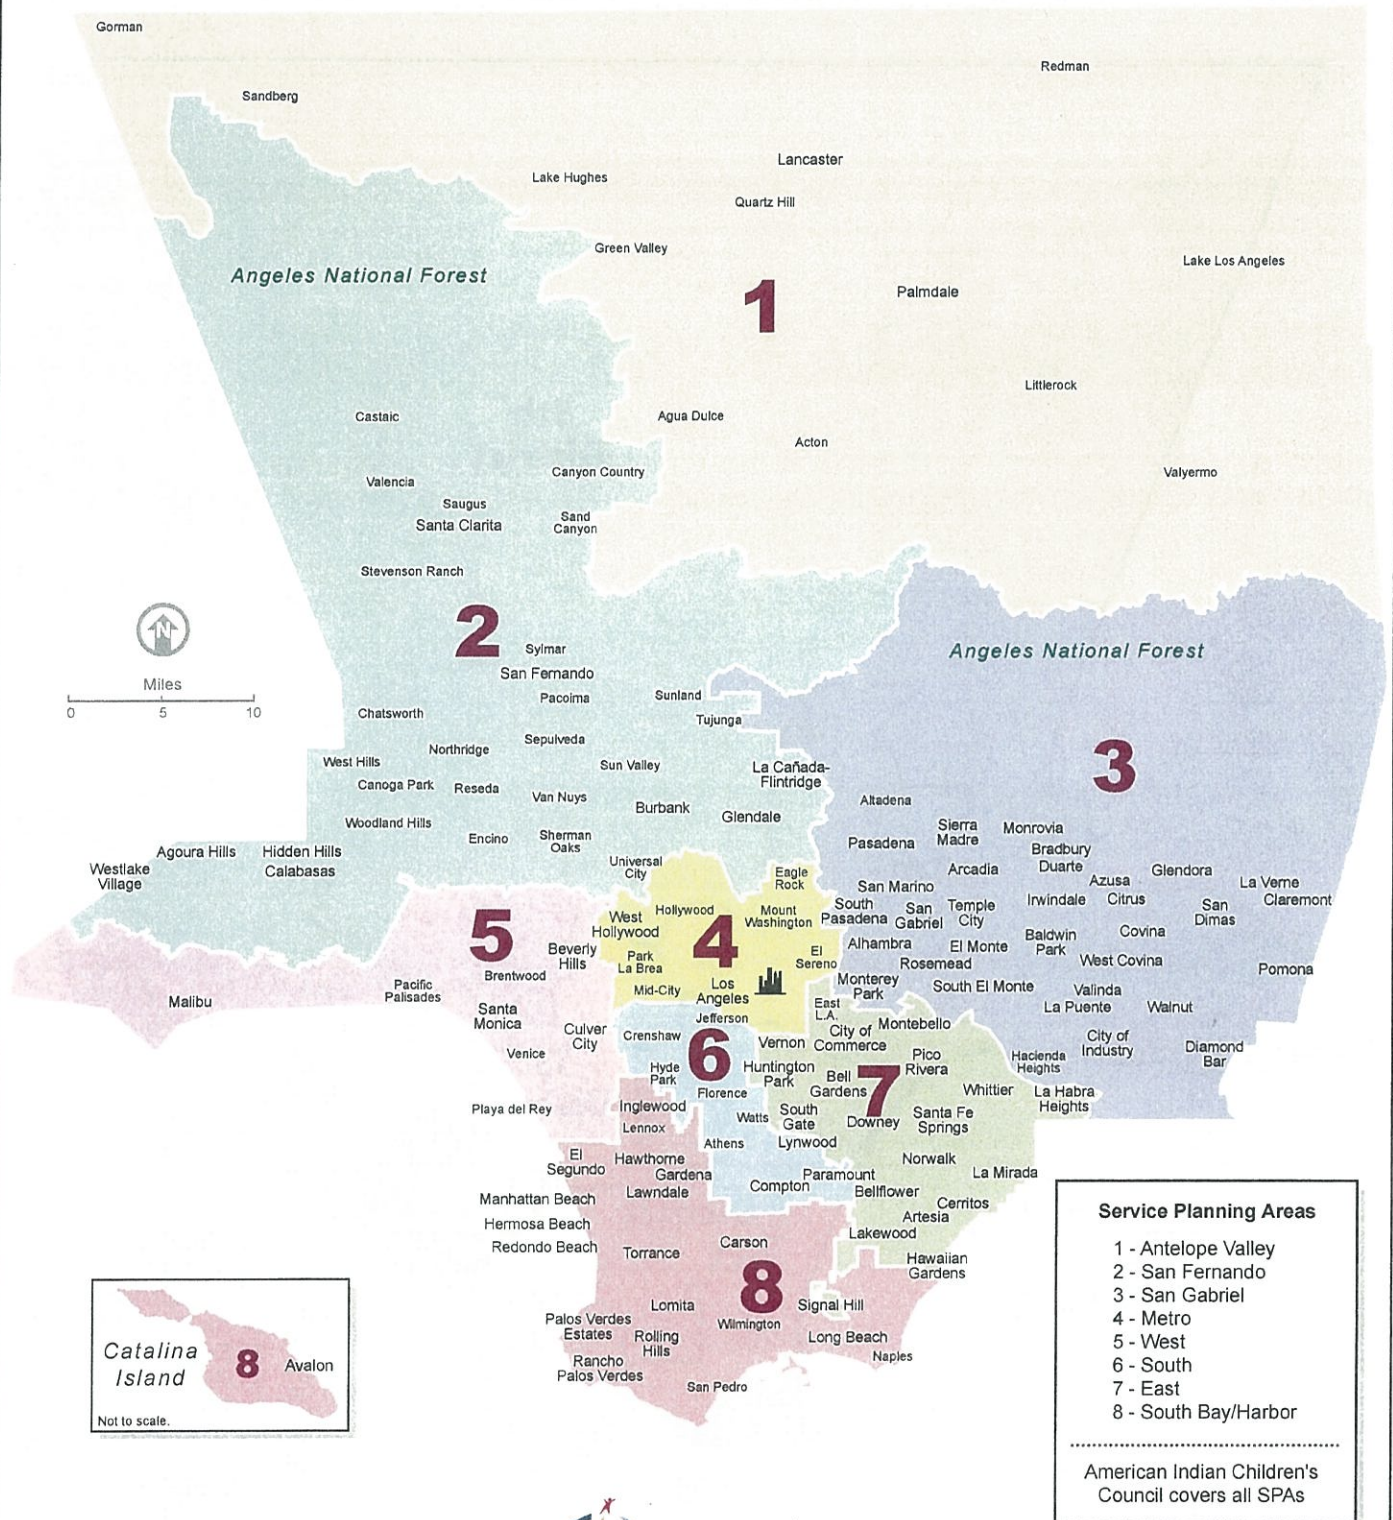 Gorman
Redman
Sandberg
Lancaster
Lake Hughes
Quartz Hill
Green Valley
Lake Los Angeles
Angeles National Forest
Palmdale
1
Littlerock
Castaic
Agua Dulce
Acton
Canyon Country
Valyermo
Valencia
Saugus
Santa Clarita
Sand
Canyon
Stevenson Ranch
N
2
Sylmar
Angeles National Forest
San Fernando
Miles
0 5 10
Pacoima
Sunland
Chatsworth
Tujunga
Sepulveda
Northridge
West Hills
Sun Valley
La Cañada-
Flintridge
3
Canoga Park
Reseda
Van Nuys
Burbank
Glendale
Altadena
Woodland Hills
Encino
Sherman
Oaks
Pasadena
Sierra
Madre
Monrovia
Bradbury
Duarte
Agoura Hills
Hidden Hills
Calabasas
Westlake
Village
Universal
City
Eagle
Rock
Arcadia
Glendora
Azusa
La Verne
San Marino
Citrus
Claremont
Irwindale
Hollywood
Mount
Washington
South
Pasadena
San
Gabriel
Temple
City
San
Dimas
West
Hollywood
4
5
Beverly
Hills
Covina
Baldwin
Park
El Monte
Alhambra
El
Sereno
Park
La Brea
Rosemead
West Covina
Pomona
Brentwood
Monterey
Park
South El Monte
Pacific
Palisades
Mid-City
Los
Angeles
Valinda
Malibu
La Puente
Walnut
Santa
Monica
East
L.A.
Jefferson
Montebello
Culver
City
Crenshaw
City of
Commerce
City of
Industry
Vernon
6
Venice
Pico
Rivera
Hacienda
Heights
Diamond
Bar
Hyde
Park
Huntington
Park
Bell
Gardens
7
Whittier
La Habra
Heights
Florence
Playa del Rey
Inglewood
Lennox
Watts
South
Gate
Downey
Santa Fe
Springs
Athens
Lynwood
El
Segundo
Hawthorne
Gardena
Norwalk
La Mirada
Paramount
Lawndale
Compton
Bellflower
Manhattan Beach
Cerritos
Artesia
Hermosa Beach
Lakewood
Redondo Beach
Torrance
Carson
Hawaiian
Gardens
8
Lomita
Signal Hill
Palos Verdes
Estates
Wilmington
Rolling
Hills
Long Beach
Naples
Rancho
Palos Verdes
San Pedro
Catalina
Island
8
Avalon
Not to scale.
Service Planning Areas
1 - Antelope Valley
2 - San Fernando
3 - San Gabriel
4 - Metro
5 - West
6 - South
7 - East
8 - South Bay/Harbor
American Indian Children's
Council covers all SPAs